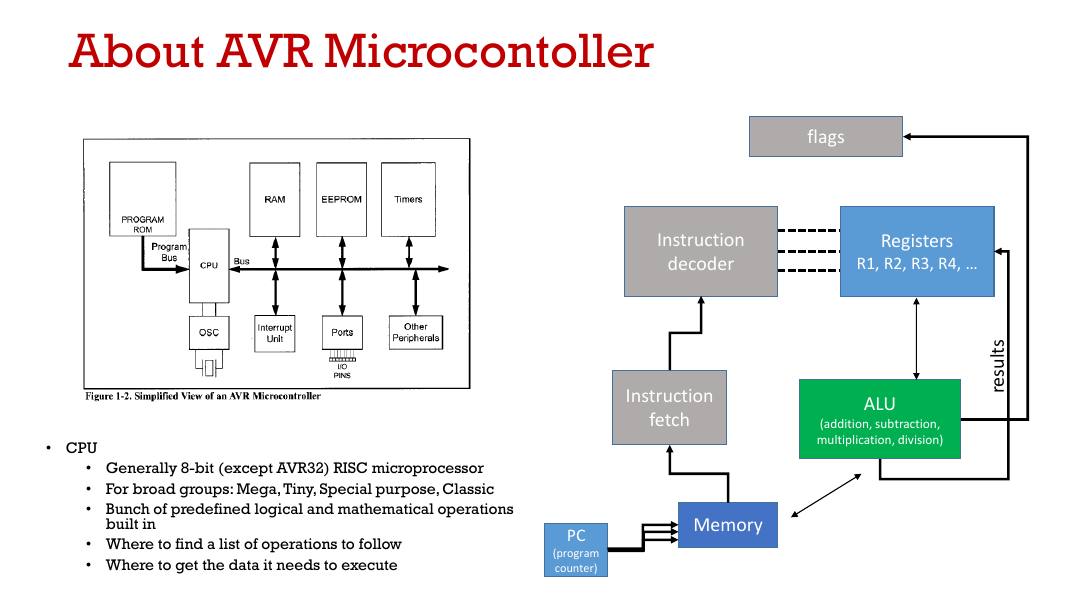 About AVR Microcontoller
PROGRAM
ROM
RAM
EEPROM
Timers
Program
Bus
CPU
Bus
OSC
Interrupt
Unit
Ports
Other
Peripherals
I/O
PINS
Figure 1-2. Simplified View of an AVR Microcontroller
• CPU
• Generally 8-bit (except AVR32) RISC microprocessor
• For broad groups: Mega, Tiny, Special purpose, Classic
• Bunch of predefined logical and mathematical operations
built in
• Where to find a list of operations to follow
• Where to get the data it needs to execute
flags
Instruction
decoder
Registers
R1, R2, R3, R4, ...
results
Instruction
fetch
ALU
(addition, subtraction,
multiplication, division)
Memory
PC
(program
counter)